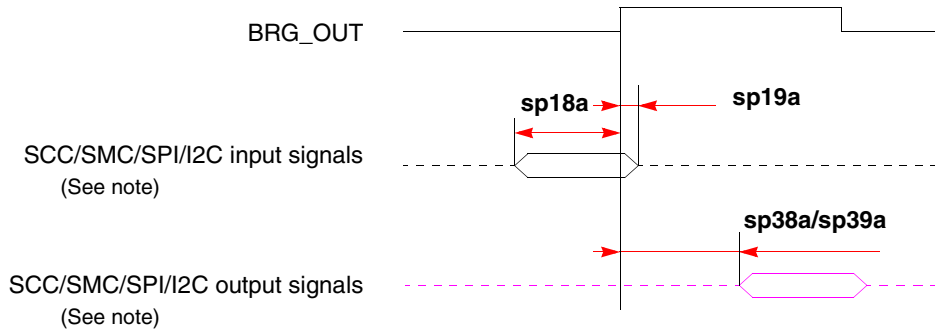 BRG_OUT
sp18a
sp19a
SCC/SMC/SPI/I2C input signals
(See note)
sp38a/sp39a
SCC/SMC/SPI/I2C output signals
(See note)